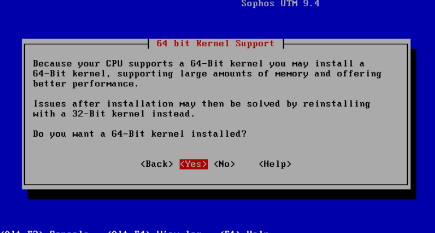 Sophos UTM 9.4
64 bit Kernel Support
Because your CPU supports a 64-Bit kernel you may install a
64-Bit kernel, supporting large amounts of memory and offering
better performance.
Issues after installation may then be solved by reinstalling
with a 32-Bit kernel instead.
Do you want a 64-Bit kernel installed?
<Back> <Yes> <No> <Help>